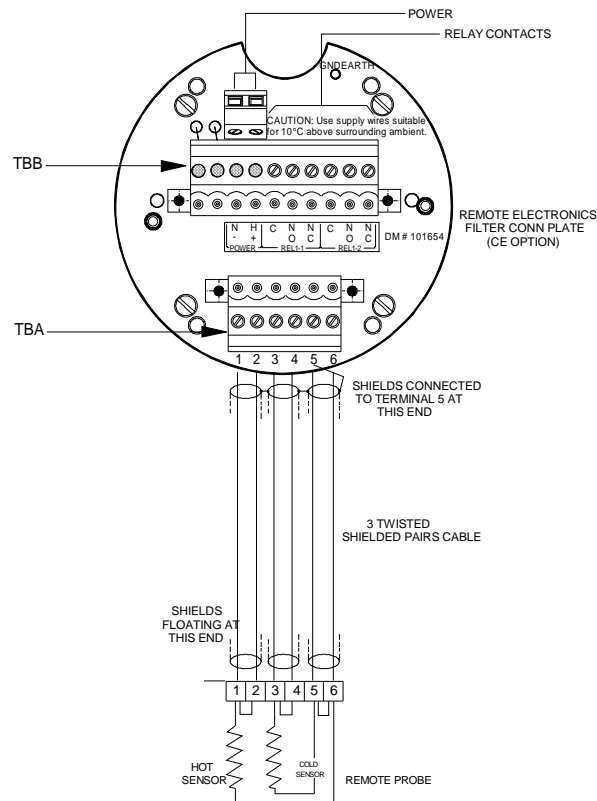 POWER
RELAY CONTACTS
GNDEARTH
CAUTION: Use supply wires suitable
for 10°C above surrounding ambient.
TBB
REMOTE ELECTRONICS
FILTER CONN PLATE
(CE OPTION)
N H C N N C N N
- + O C O C
POWER REL1-1 REL1-2
DM # 101654
TBA
1 2 3 4 5 6
SHIELDS CONNECTED
TO TERMINAL 5 AT
THIS END
3 TWISTED
SHIELDED PAIRS CABLE
SHIELDS
FLOATING AT
THIS END
1 2 3 4 5 6
HOT
SENSOR
COLD
SENSOR
REMOTE PROBE